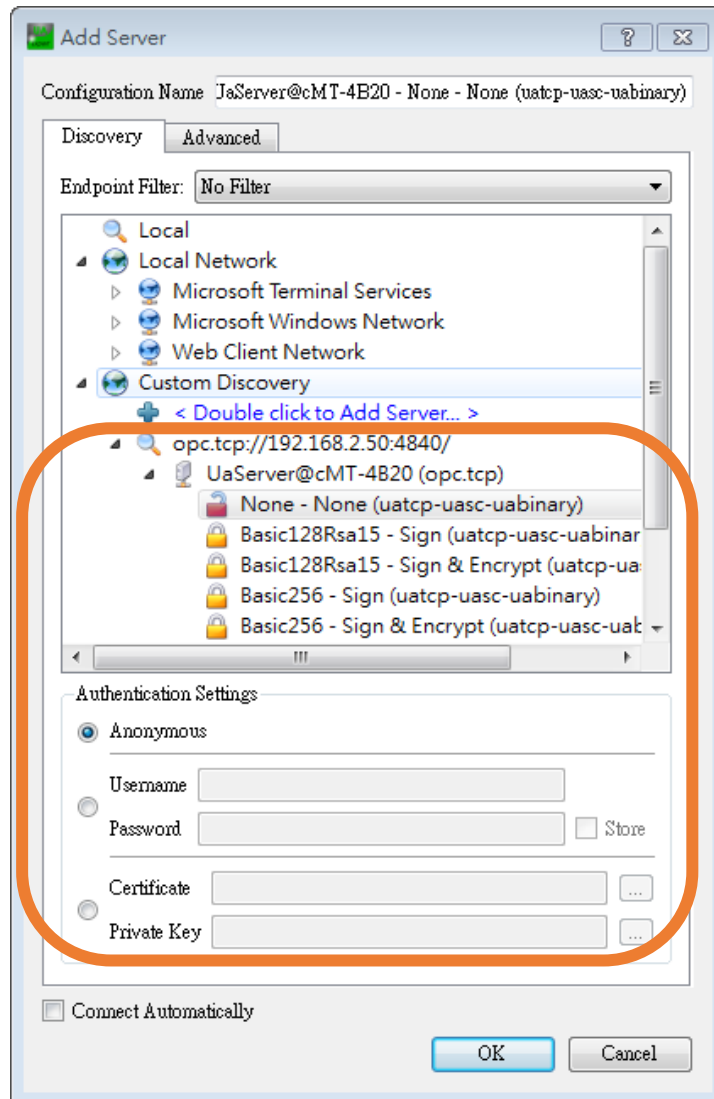 Add Server
Configuration Name UaServer@cMT-4B20 - None - None (uatcp-uasc-uabinary)
Discovery Advanced
Endpoint Filter: No Filter
Local
Local Network
Microsoft Terminal Services
Microsoft Windows Network
Web Client Network
Custom Discovery
< Double click to Add Server... >
opc.tcp://192.168.2.50:4840/
UaServer@cMT-4B20 (opc.tcp)
None - None (uatcp-uasc-uabinary)
Basic128Rsa15 - Sign (uatcp-uasc-uabinar
Basic128Rsa15 - Sign & Encrypt (uatcp-ua
Basic256 - Sign (uatcp-uasc-uabinary)
Basic256 - Sign & Encrypt (uatcp-uasc-uab
Authentication Settings
Anonymous
Username
Password Store
Certificate ...
Private Key ...
Connect Automatically
OK Cancel